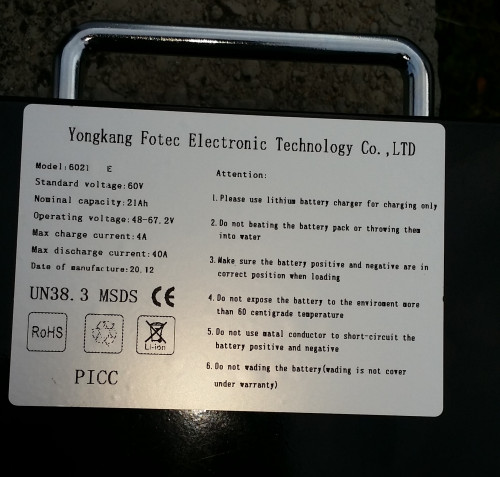 Yongkang Fotec Electronic Technology Co.,LTD
Model:6021 E
Standard voltage:60V
Nominal capacity:21Ah
Operating voltage:48-67.2V
Max charge current:4A
Max discharge current:40A
Date of manufacture:20.12
UN38.3 MSDS CE
RoHS
Li-ion
PICC
Attention:
1.Please use lithium battery charger for charging only
2.Do not beating the battery pack or throwing them
into water
3.Make sure the battery positive and negative are in
correct position when loading
4.Do not expose the battery to the enviroment more
than 60 centigrade temperature
5.Do not use matal conductor to short-circuit the
battery positive and negative
6.Do not wading the battery(wading is not cover
under warranty)